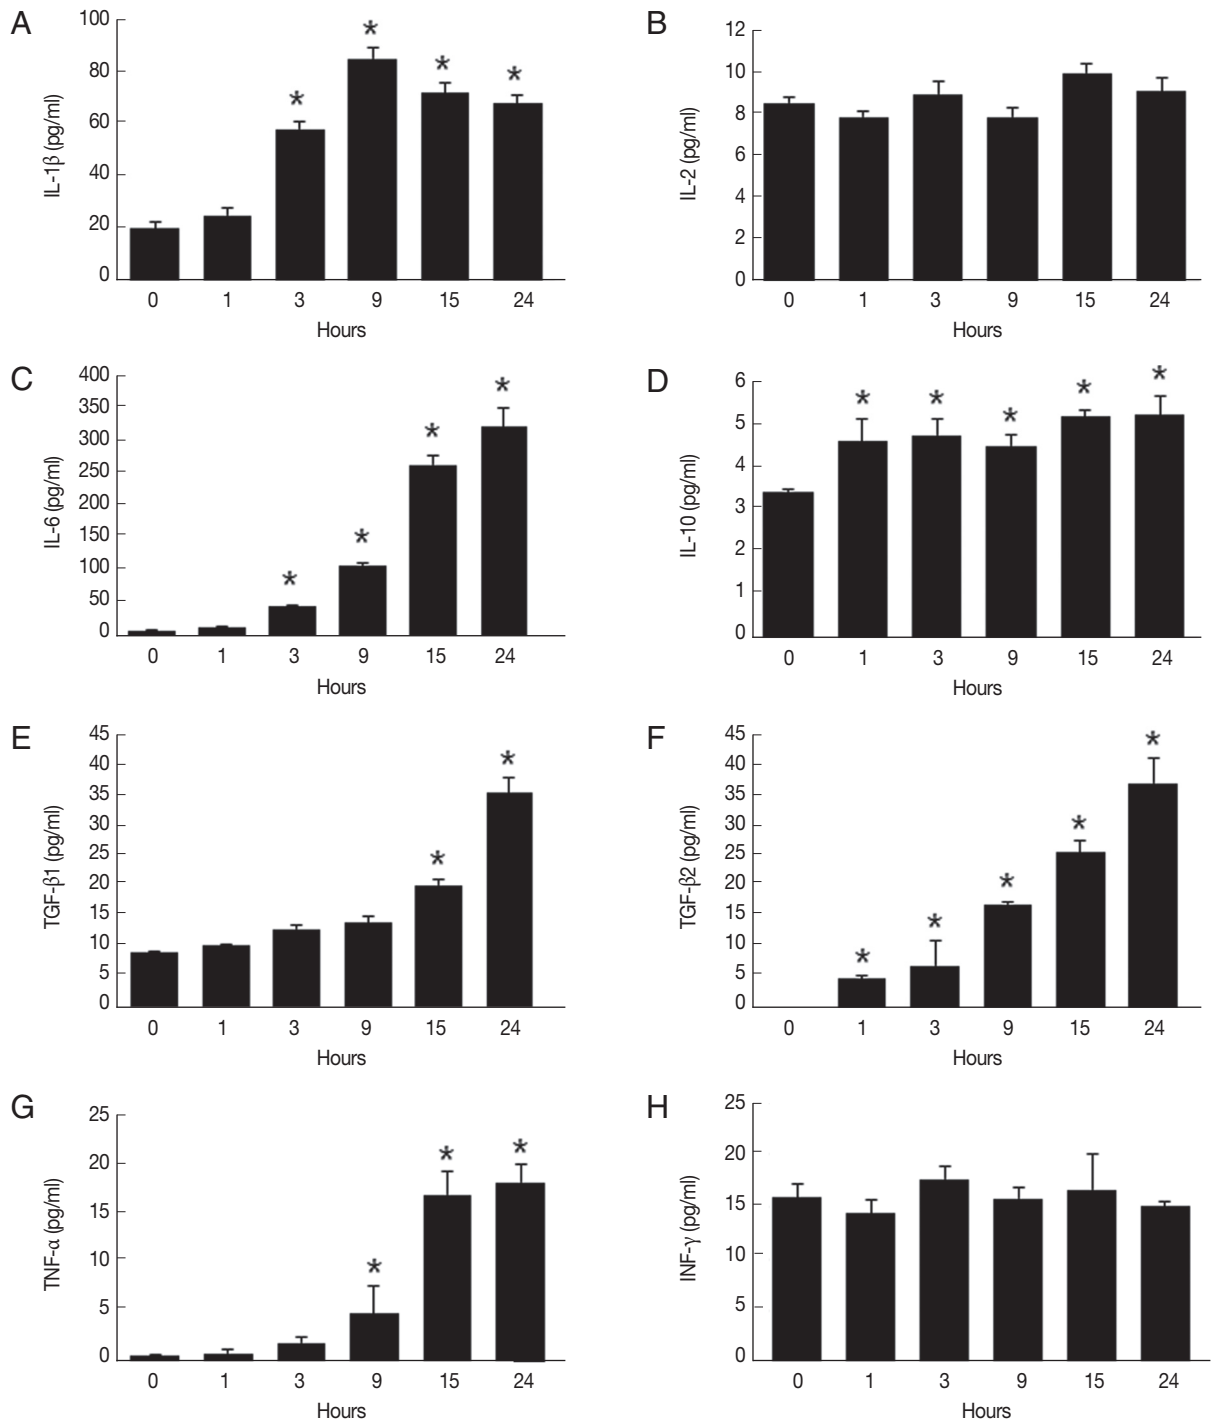 A
IL-1β (pg/ml)
100
80
60
40
20
0
* * * *
0 1 3 9 15 24
Hours
B
IL-2 (pg/ml)
12
10
8
6
4
2
0
0 1 3 9 15 24
Hours
C
IL-6 (pg/ml)
400
350
300
250
200
150
100
50
0
* * * *
0 1 3 9 15 24
Hours
D
IL-10 (pg/ml)
6
5
4
3
2
1
0
* * * * *
0 1 3 9 15 24
Hours
E
TGF-β1 (pg/ml)
45
40
35
30
25
20
15
10
5
0
* *
0 1 3 9 15 24
Hours
F
TGF-β2 (pg/ml)
45
40
35
30
25
20
15
10
5
0
* * * * *
0 1 3 9 15 24
Hours
G
TNF-α (pg/ml)
25
20
15
10
5
0
* * *
0 1 3 9 15 24
Hours
H
INF-γ (pg/ml)
25
20
15
10
5
0
0 1 3 9 15 24
Hours